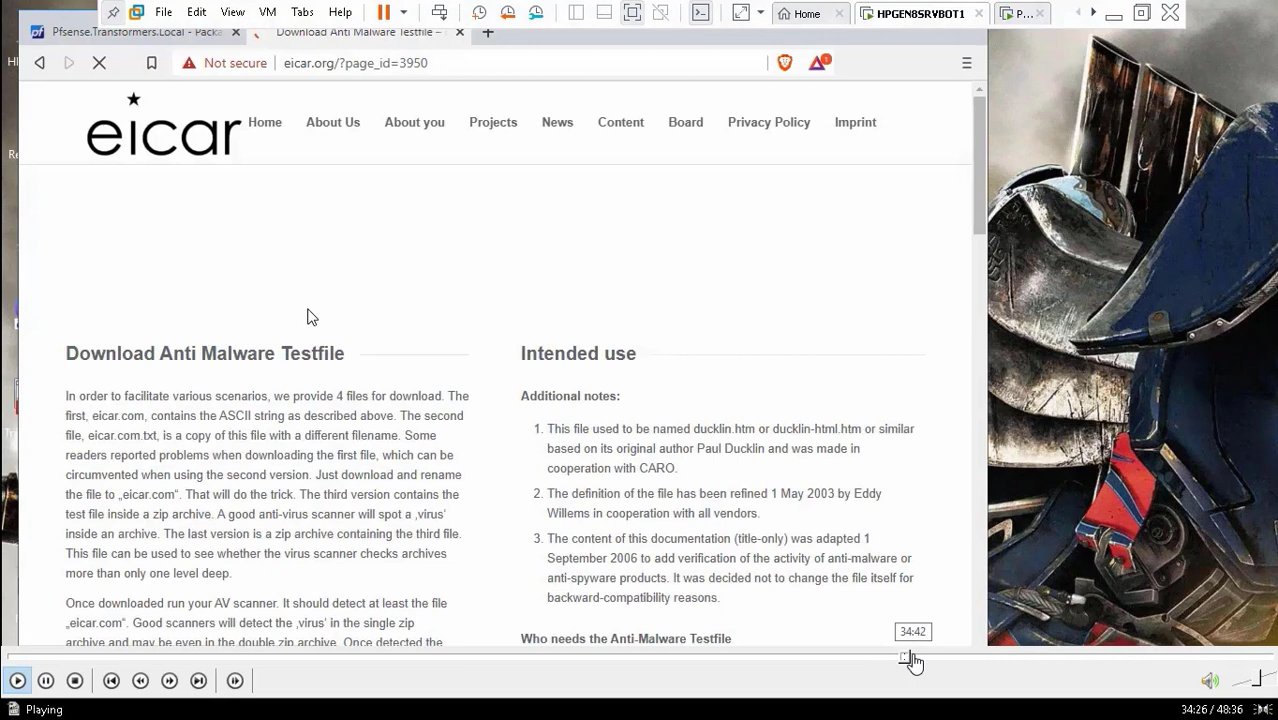 File Edit View VM Tabs Help Home HPGEN8SRVBOT1 P...
Pfsense.Transformers.Local - Packa Download Anti Malware Testfile –
Not secure eicar.org/?page_id=3950
eicar
Home About Us About you Projects News Content Board Privacy Policy Imprint
Download Anti Malware Testfile
In order to facilitate various scenarios, we provide 4 files for download. The
first, eicar.com, contains the ASCII string as described above. The second
file, eicar.com.txt, is a copy of this file with a different filename. Some
readers reported problems when downloading the first file, which can be
circumvented when using the second version. Just download and rename
the file to „eicar.com“. That will do the trick. The third version contains the
test file inside a zip archive. A good anti-virus scanner will spot a ‚virus‘
inside an archive. The last version is a zip archive containing the third file.
This file can be used to see whether the virus scanner checks archives
more than only one level deep.
Once downloaded run your AV scanner. It should detect at least the file
„eicar.com“. Good scanners will detect the ‚virus‘ in the single zip
archive and may be even in the double zip archive. Once detected the
Intended use
Additional notes:
1. This file used to be named ducklin.htm or ducklin-html.htm or similar
based on its original author Paul Ducklin and was made in
cooperation with CARO.
2. The definition of the file has been refined 1 May 2003 by Eddy
Willems in cooperation with all vendors.
3. The content of this documentation (title-only) was adapted 1
September 2006 to add verification of the activity of anti-malware or
anti-spyware products. It was decided not to change the file itself for
backward-compatibility reasons.
Who needs the Anti-Malware Testfile
34:42
Playing
34:26 / 48:36